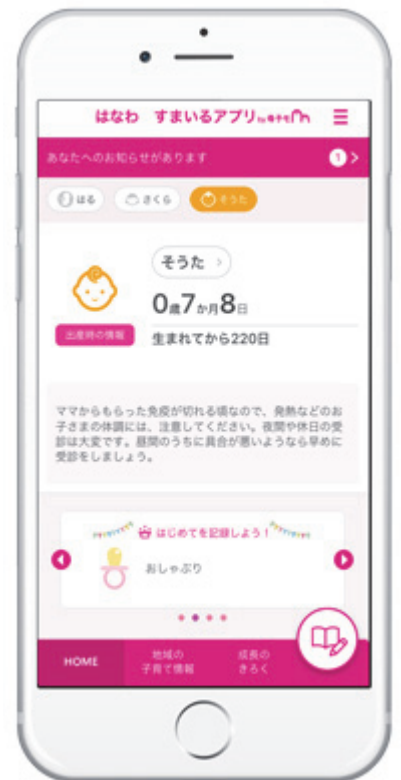 はなわ すまいるアプリ by 母子モ
あなたへのお知らせがあります 1
はる さくら そうた
そうた
0歳7か月8日
出産時の情報
生まれてから220日
ママからもらった免疫が切れる頃なので、発熱などのお
子さまの体調には、注意してください。夜間や休日の受
診は大変です。昼間のうちに具合が悪いようなら早めに
受診をしましょう。
はじめてを記録しよう!
おしゃぶり
HOME 地域の 成長の
子育て情報 きろく